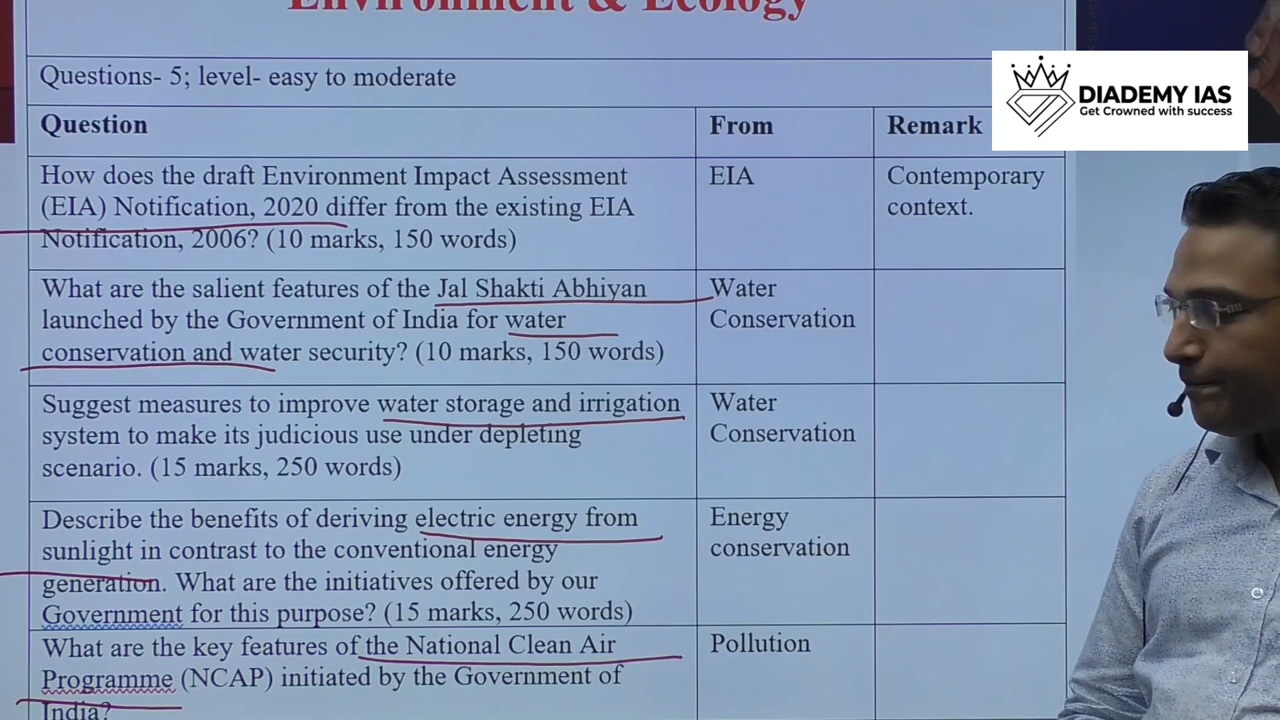 Environment & Ecology
Questions- 5; level- easy to moderate
DIADEMY IAS
Get Crowned with success
Question
From
Remark
How does the draft Environment Impact Assessment
(EIA) Notification, 2020 differ from the existing EIA
Notification, 2006? (10 marks, 150 words)
EIA
Contemporary
context.
What are the salient features of the Jal Shakti Abhiyan
launched by the Government of India for water
conservation and water security? (10 marks, 150 words)
Water
Conservation
Suggest measures to improve water storage and irrigation
system to make its judicious use under depleting
scenario. (15 marks, 250 words)
Water
Conservation
Describe the benefits of deriving electric energy from
sunlight in contrast to the conventional energy
generation. What are the initiatives offered by our
Government for this purpose? (15 marks, 250 words)
Energy
conservation
What are the key features of the National Clean Air
Programme (NCAP) initiated by the Government of
India?
Pollution